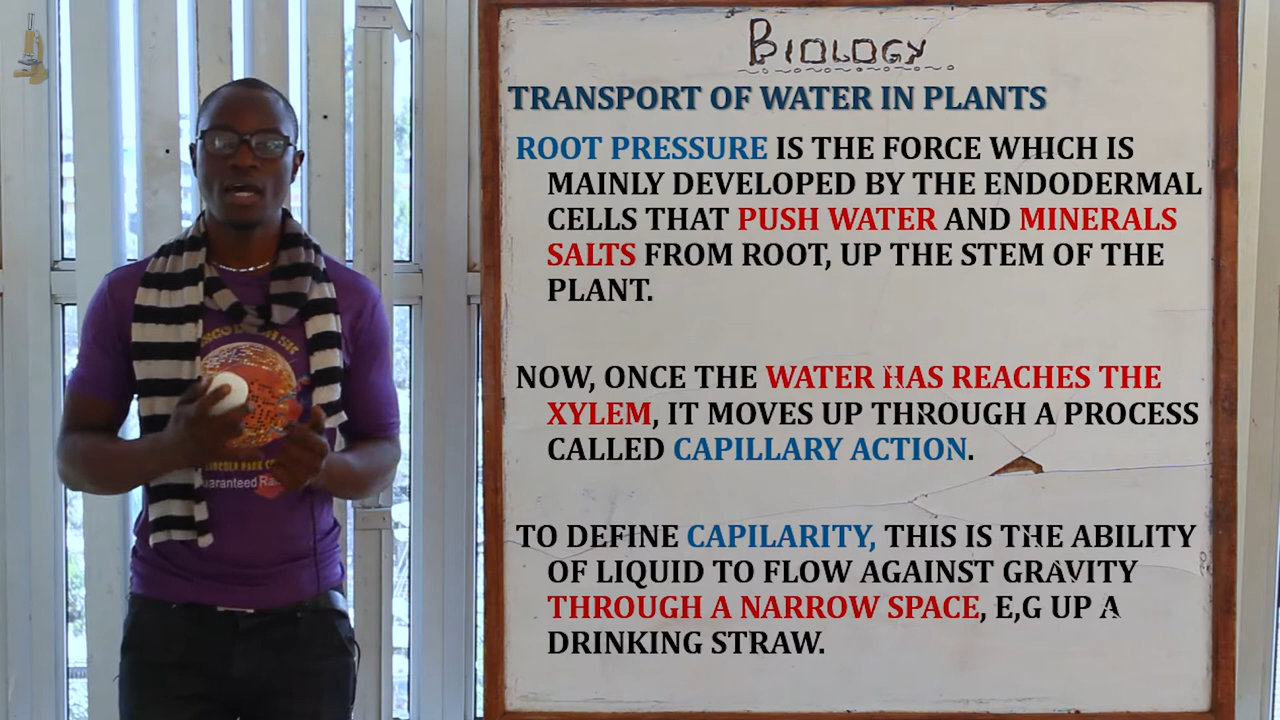 BIOLOGY
TRANSPORT OF WATER IN PLANTS
ROOT PRESSURE IS THE FORCE WHICH IS
MAINLY DEVELOPED BY THE ENDODERMAL
CELLS THAT PUSH WATER AND MINERALS
SALTS FROM ROOT, UP THE STEM OF THE
PLANT.
NOW, ONCE THE WATER HAS REACHES THE
XYLEM, IT MOVES UP THROUGH A PROCESS
CALLED CAPILLARY ACTION.
TO DEFINE CAPILARITY, THIS IS THE ABILITY
OF LIQUID TO FLOW AGAINST GRAVITY
THROUGH A NARROW SPACE, E,G UP A
DRINKING STRAW.
LINCOLN PARK